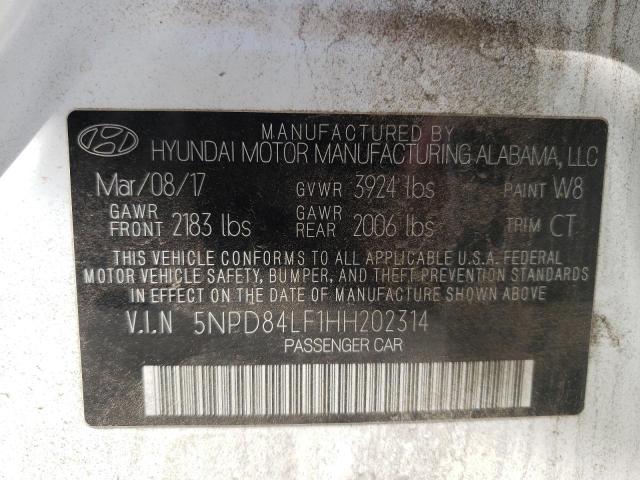 MANUFACTURED BY
HYUNDAI MOTOR MANUFACTURING ALABAMA, LLC
Mar/08/17 GVWR 3924 lbs PAINT W8
GAWR FRONT 2183 lbs GAWR REAR 2006 lbs TRIM CT
THIS VEHICLE CONFORMS TO ALL APPLICABLE U.S.A. FEDERAL
MOTOR VEHICLE SAFETY, BUMPER, AND THEFT PREVENTION STANDARDS
IN EFFECT ON THE DATE OF MANUFACTURE SHOWN ABOVE.
V.I.N 5NPD84LF1HH202314
PASSENGER CAR